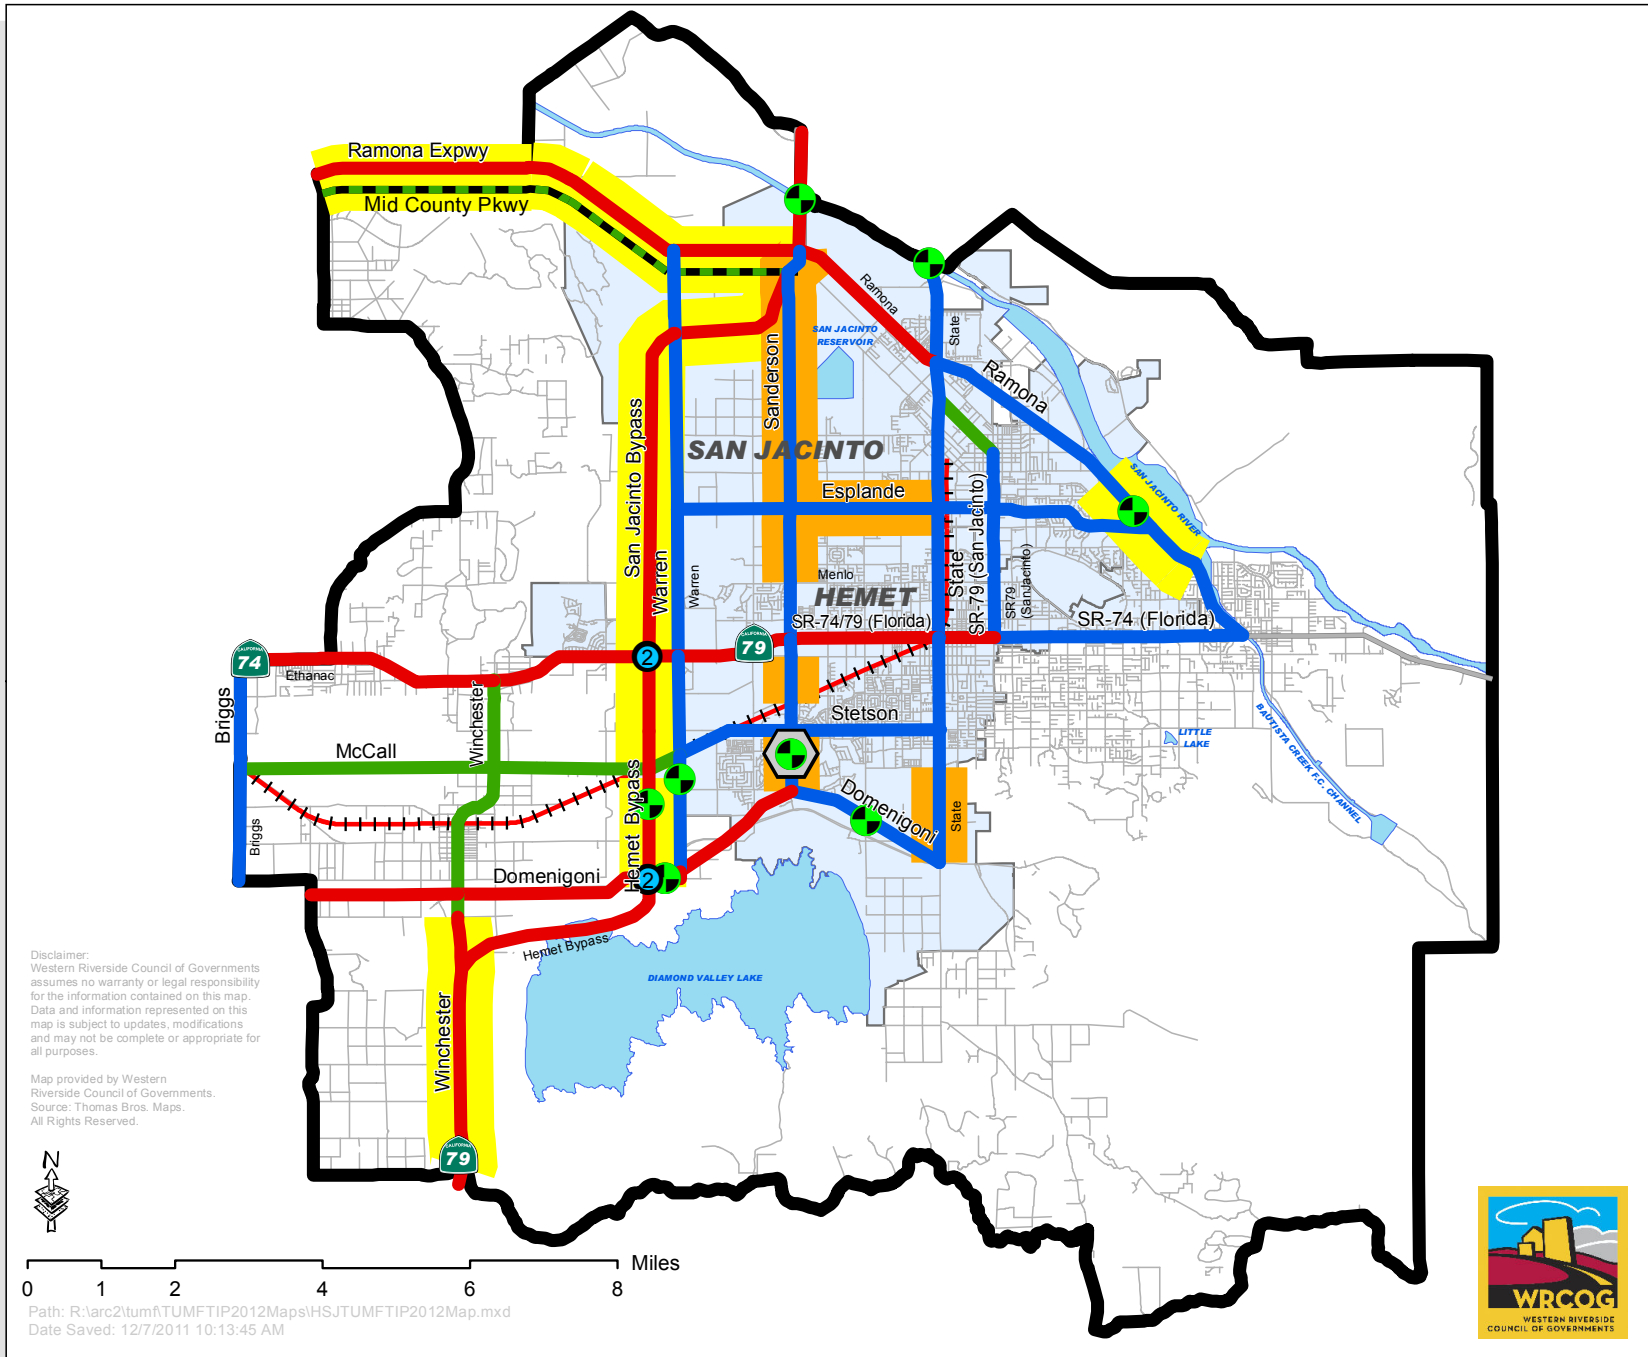 Ramona Expwy
Mid County Pkwy
Ramona
State
SAN JACINTO
RESERVOIR
Sanderson
Ramona
San Jacinto Bypass
SAN JACINTO
Esplande
SAN JACINTO RIVER
Warren
Warren
Menlo
HEMET
State
SR-79 (San Jacinto)
SR79
(SanJacinto)
SR-74/79 (Florida)
SR-74 (Florida)
CALIFORNIA
79
CALIFORNIA
74
2
Ethanac
Briggs
Winchester
McCall
Stetson
LITTLE
LAKE
BAUTISTA CREEK F.C. CHANNEL
Hemet Bypass
Domenigoni
State
Briggs
Domenigoni
2
Hemet Bypass
DIAMOND VALLEY LAKE
Winchester
CALIFORNIA
79
Disclaimer:
Western Riverside Council of Governments
assumes no warranty or legal responsibility
for the information contained on this map.
Data and information represented on this
map is subject to updates, modifications
and may not be complete or appropriate for
all purposes.
Map provided by Western
Riverside Council of Governments.
Source: Thomas Bros. Maps.
All Rights Reserved.
N
Miles
0 1 2 4 6 8
Path: R:\arc2\tumf\TUMFTIP2012Maps\HSJTUMFTIP2012Map.mxd
Date Saved: 12/7/2011 10:13:45 AM
WRCOG
WESTERN RIVERSIDE
COUNCIL OF GOVERNMENTS